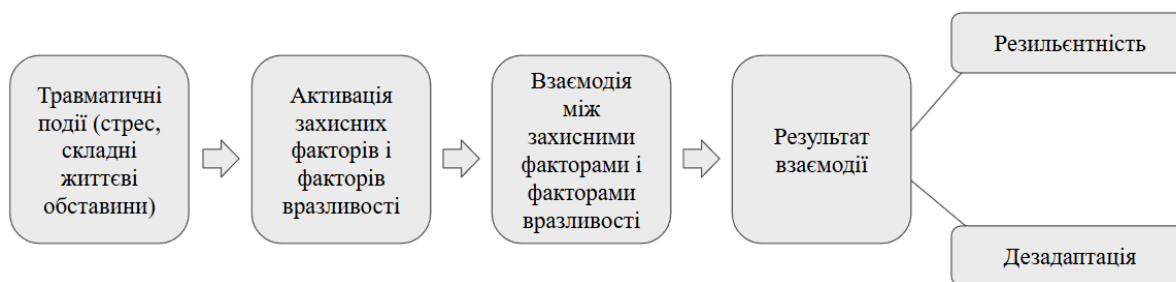 Травматичні
події (стрес,
складні
життєві
обставини)
Активація
захисних
факторів і
факторів
вразливості
Взаємодія
між
захисними
факторами і
факторами
вразливості
Результат
взаємодії
Резильєнтність
Дезадаптація